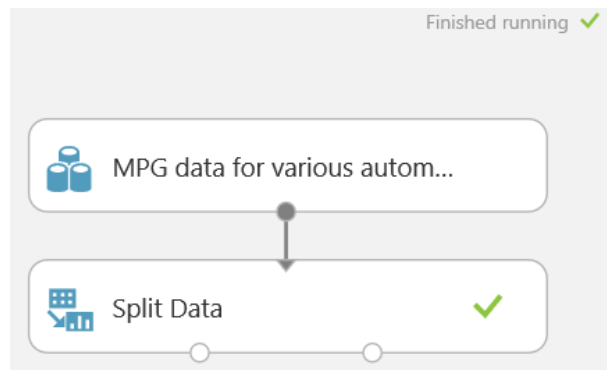 Finished running
MPG data for various autom...
Split Data